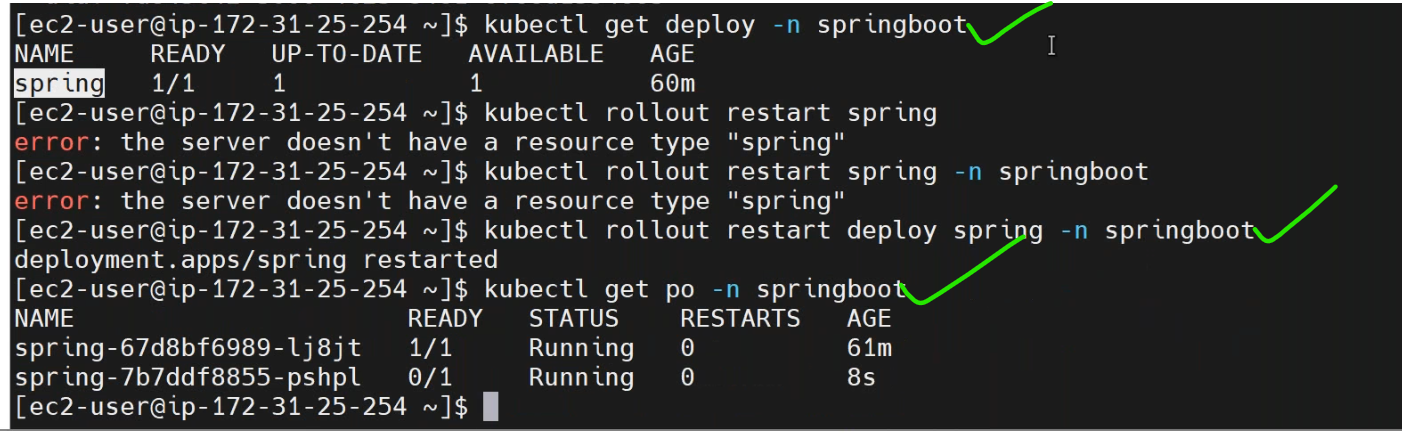 [ec2-user@ip-172-31-25-254 ~]$ kubectl get deploy -n springboot
NAME READY UP-TO-DATE AVAILABLE AGE
spring 1/1 1 1 60m
[ec2-user@ip-172-31-25-254 ~]$ kubectl rollout restart spring
error: the server doesn't have a resource type "spring"
[ec2-user@ip-172-31-25-254 ~]$ kubectl rollout restart spring -n springboot
error: the server doesn't have a resource type "spring"
[ec2-user@ip-172-31-25-254 ~]$ kubectl rollout restart deploy spring -n springboot
deployment.apps/spring restarted
[ec2-user@ip-172-31-25-254 ~]$ kubectl get po -n springboot
NAME READY STATUS RESTARTS AGE
spring-67d8bf6989-lj8jt 1/1 Running 0 61m
spring-7b7ddf8855-pshpl 0/1 Running 0 8s
[ec2-user@ip-172-31-25-254 ~]$